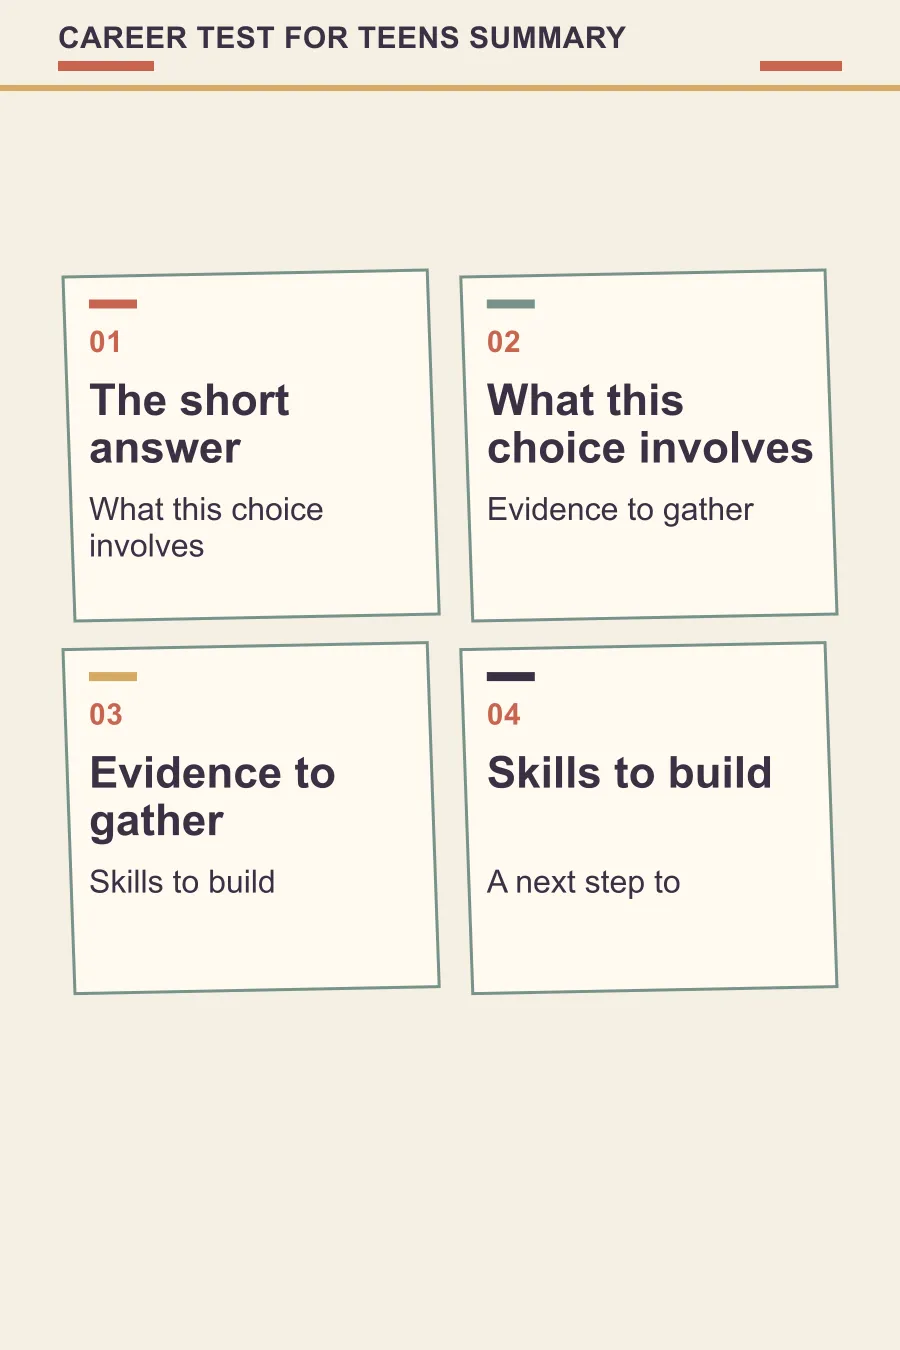 CAREER TEST FOR TEENS SUMMARY
01
The short
answer
What this choice
involves
02
What this
choice involves
Evidence to gather
03
Evidence to
gather
Skills to build
04
Skills to build
A next step to